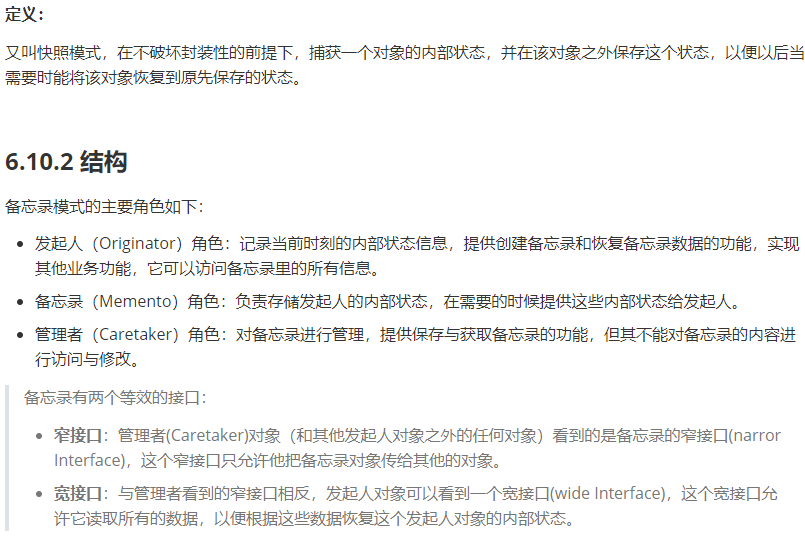 定义：
又叫快照模式，在不破坏封装性的前提下，捕获一个对象的内部状态，并在该对象之外保存这个状态，以便以后当
需要时能将该对象恢复到原先保存的状态。
6.10.2 结构
备忘录模式的主要角色如下：
发起人（Originator）角色：记录当前时刻的内部状态信息，提供创建备忘录和恢复备忘录数据的功能，实现
其他业务功能，它可以访问备忘录里的所有信息。
备忘录（Memento）角色：负责存储发起人的内部状态，在需要的时候提供这些内部状态给发起人。
管理者（Caretaker）角色：对备忘录进行管理，提供保存与获取备忘录的功能，但其不能对备忘录的内容进
行访问与修改。
备忘录有两个等效的接口：
窄接口：管理者(Caretaker)对象（和其他发起人对象之外的任何对象）看到的是备忘录的窄接口(narror
Interface)，这个窄接口只允许他把备忘录对象传给其他的对象。
宽接口：与管理者看到的窄接口相反，发起人对象可以看到一个宽接口(wide Interface)，这个宽接口允
许它读取所有的数据，以便根据这些数据恢复这个发起人对象的内部状态。